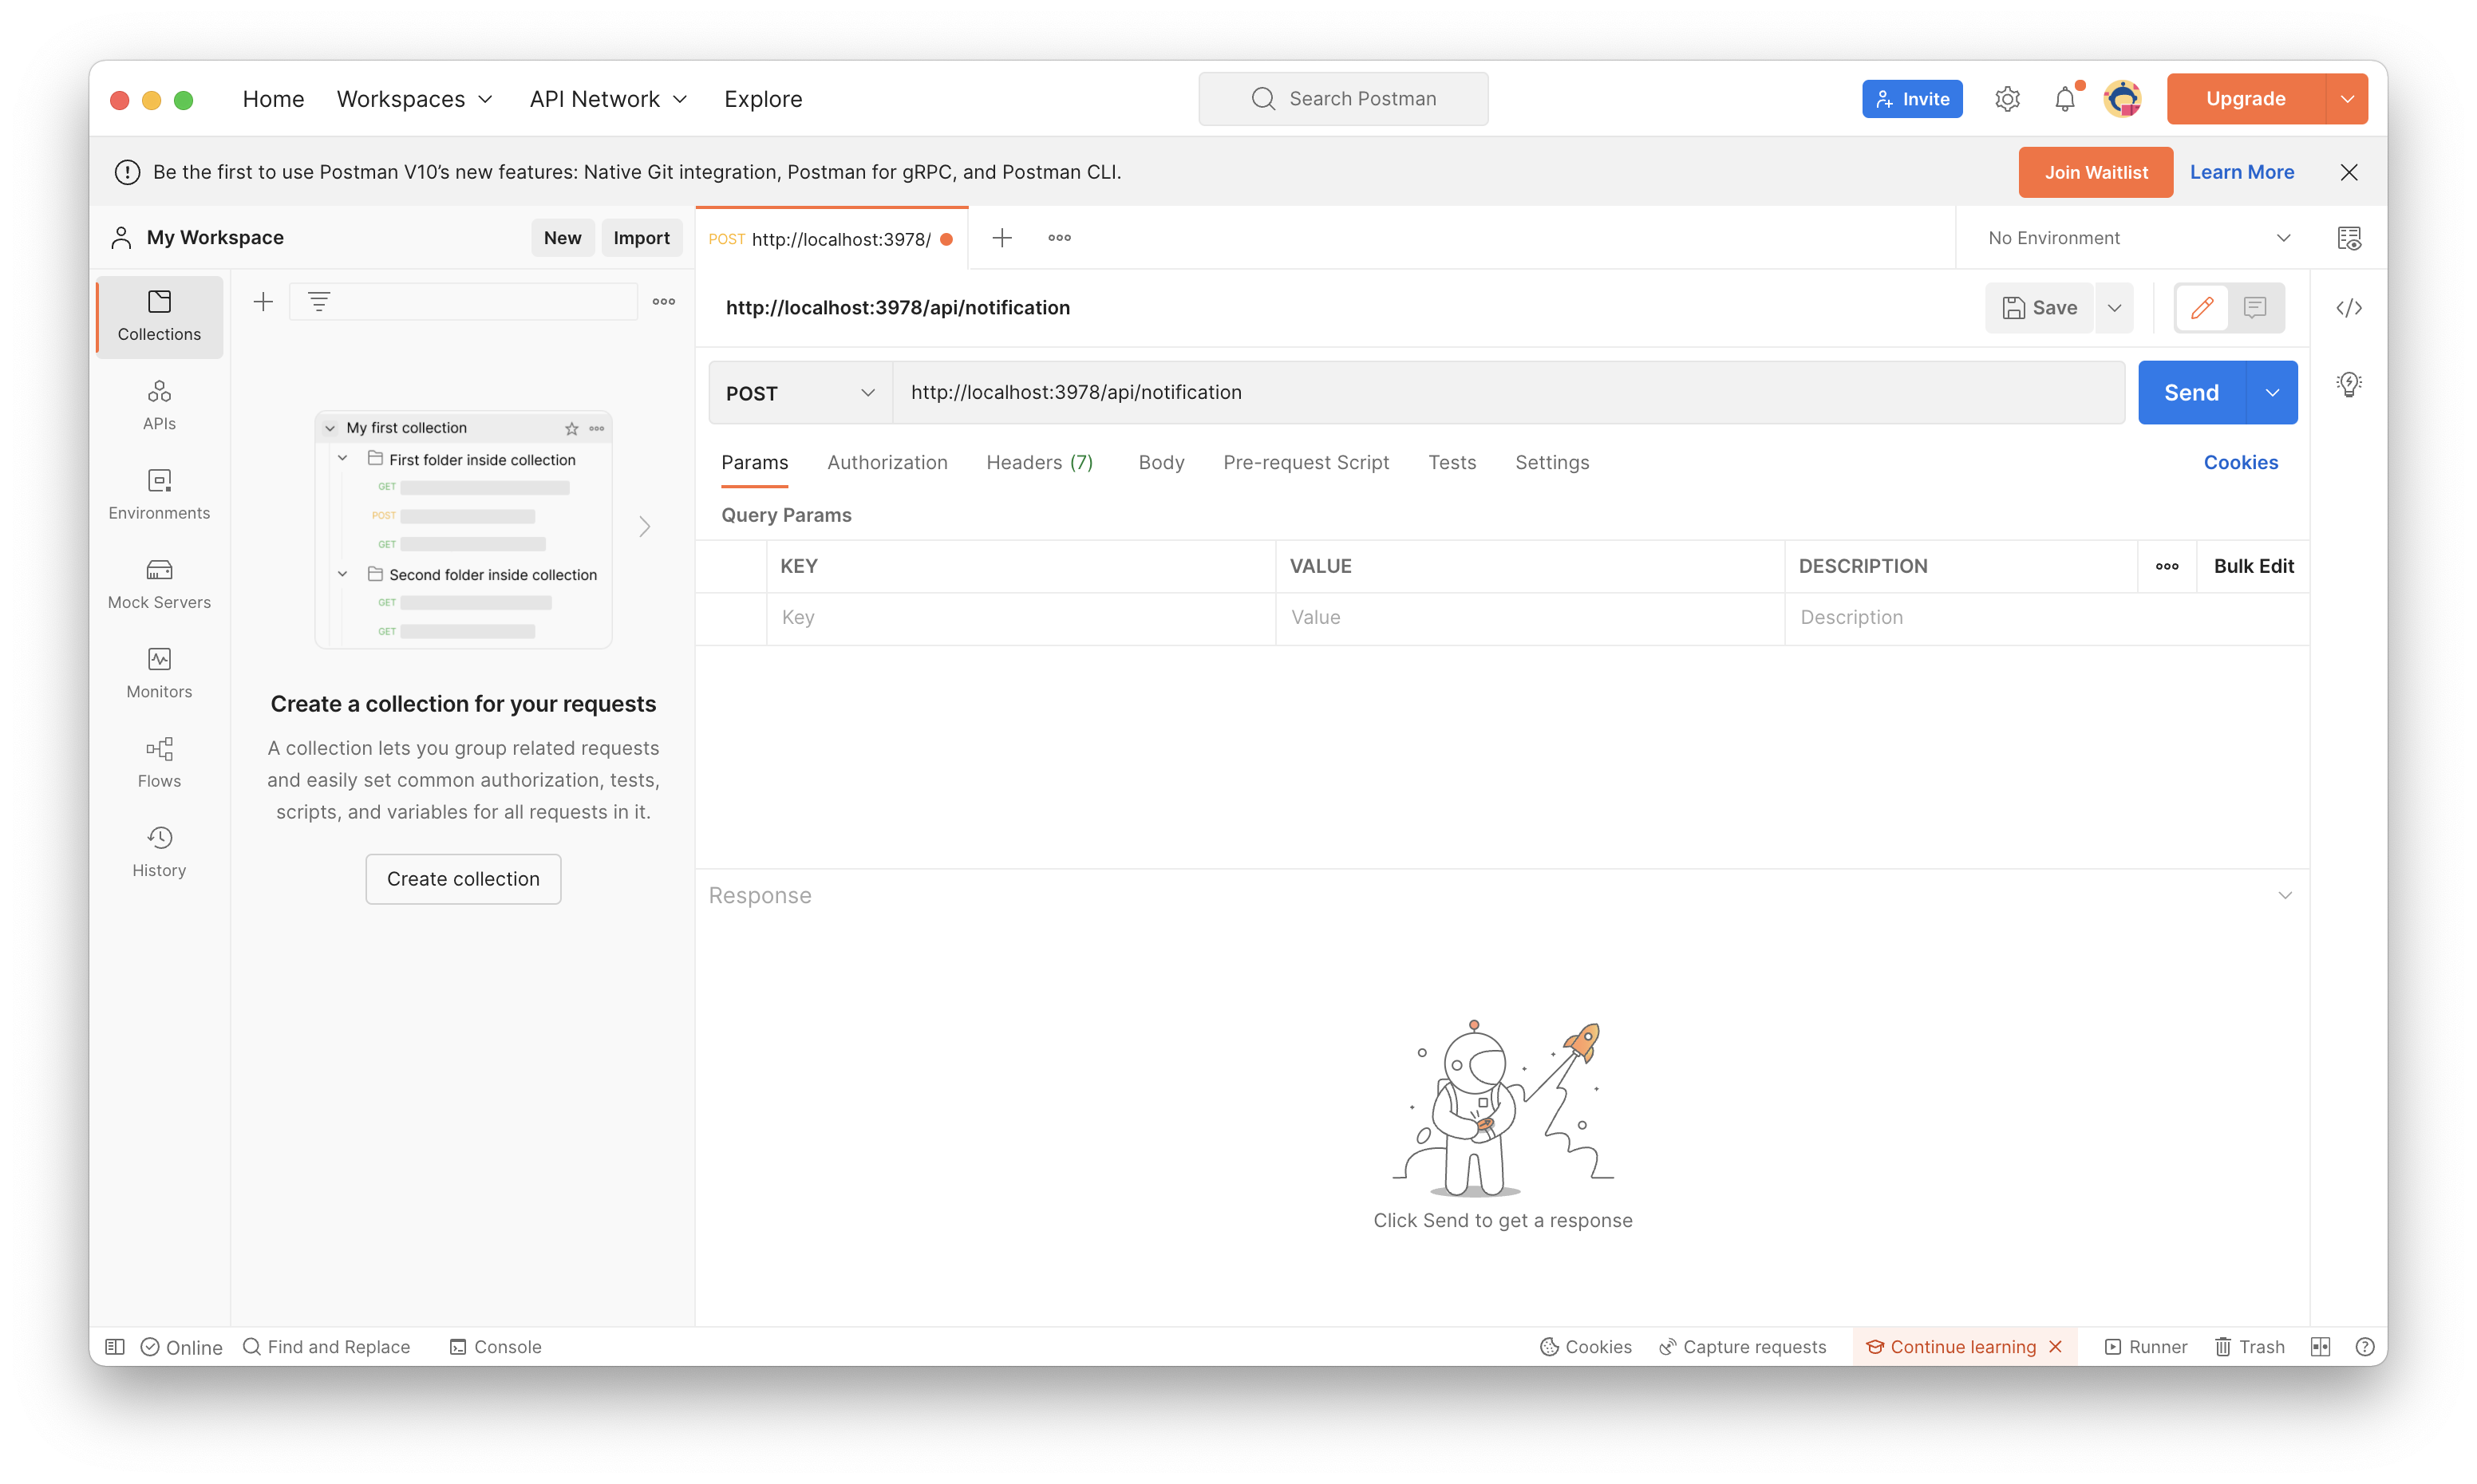 Home
Workspaces
API Network
Explore
Search Postman
Invite
Upgrade
Be the first to use Postman V10’s new features: Native Git integration, Postman for gRPC, and Postman CLI.
Join Waitlist
Learn More
My Workspace
New
Import
POST http://localhost:3978/
No Environment
Collections
APIs
Environments
Mock Servers
Monitors
Flows
History
My first collection
First folder inside collection
GET
POST
GET
Second folder inside collection
GET
GET
Create a collection for your requests
A collection lets you group related requests
and easily set common authorization, tests,
scripts, and variables for all requests in it.
Create collection
http://localhost:3978/api/notification
Save
POST
http://localhost:3978/api/notification
Send
Params
Authorization
Headers (7)
Body
Pre-request Script
Tests
Settings
Cookies
Query Params
KEY
VALUE
DESCRIPTION
Bulk Edit
Key
Value
Description
Response
Click Send to get a response
Online
Find and Replace
Console
Cookies
Capture requests
Continue learning
Runner
Trash